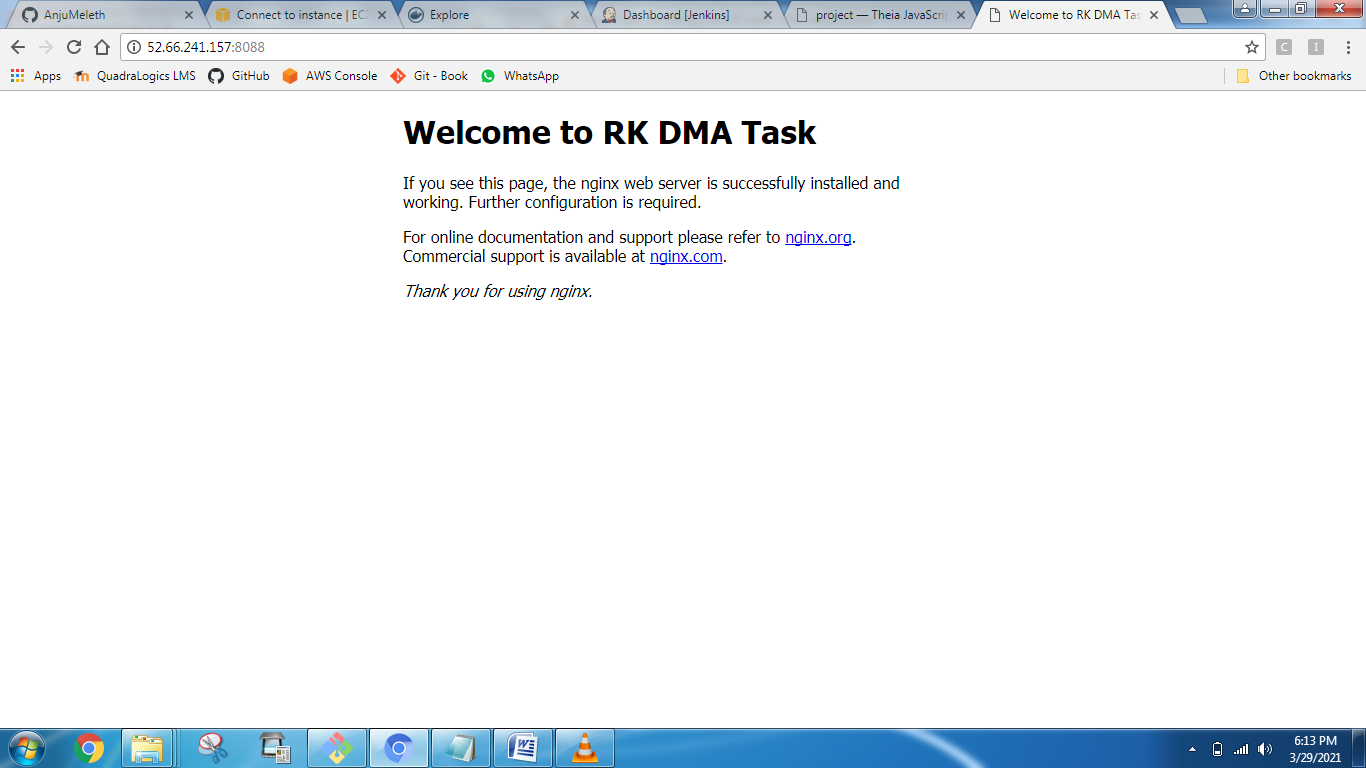 AnjuMeleth
Connect to instance | EC2
Explore
Dashboard [Jenkins]
project — Theia JavaScri
Welcome to RK DMA Tas
52.66.241.157:8088
C
I
Apps
QuadraLogics LMS
GitHub
AWS Console
Git - Book
WhatsApp
Other bookmarks
Welcome to RK DMA Task
If you see this page, the nginx web server is successfully installed and
working. Further configuration is required.
For online documentation and support please refer to nginx.org.
Commercial support is available at nginx.com.
Thank you for using nginx.
6:13 PM
3/29/2021